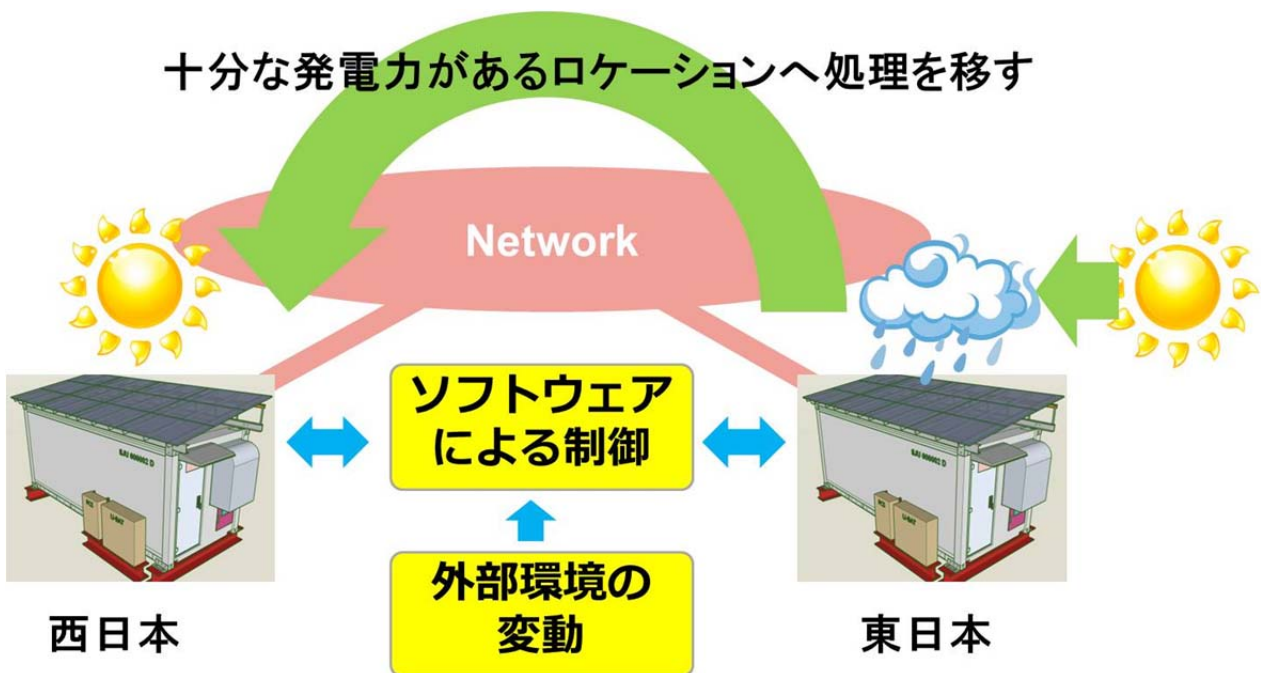 十分な発電力があるロケーションへ処理を移す
Network
ソフトウェア
による制御
外部環境の
変動
西日本
東日本